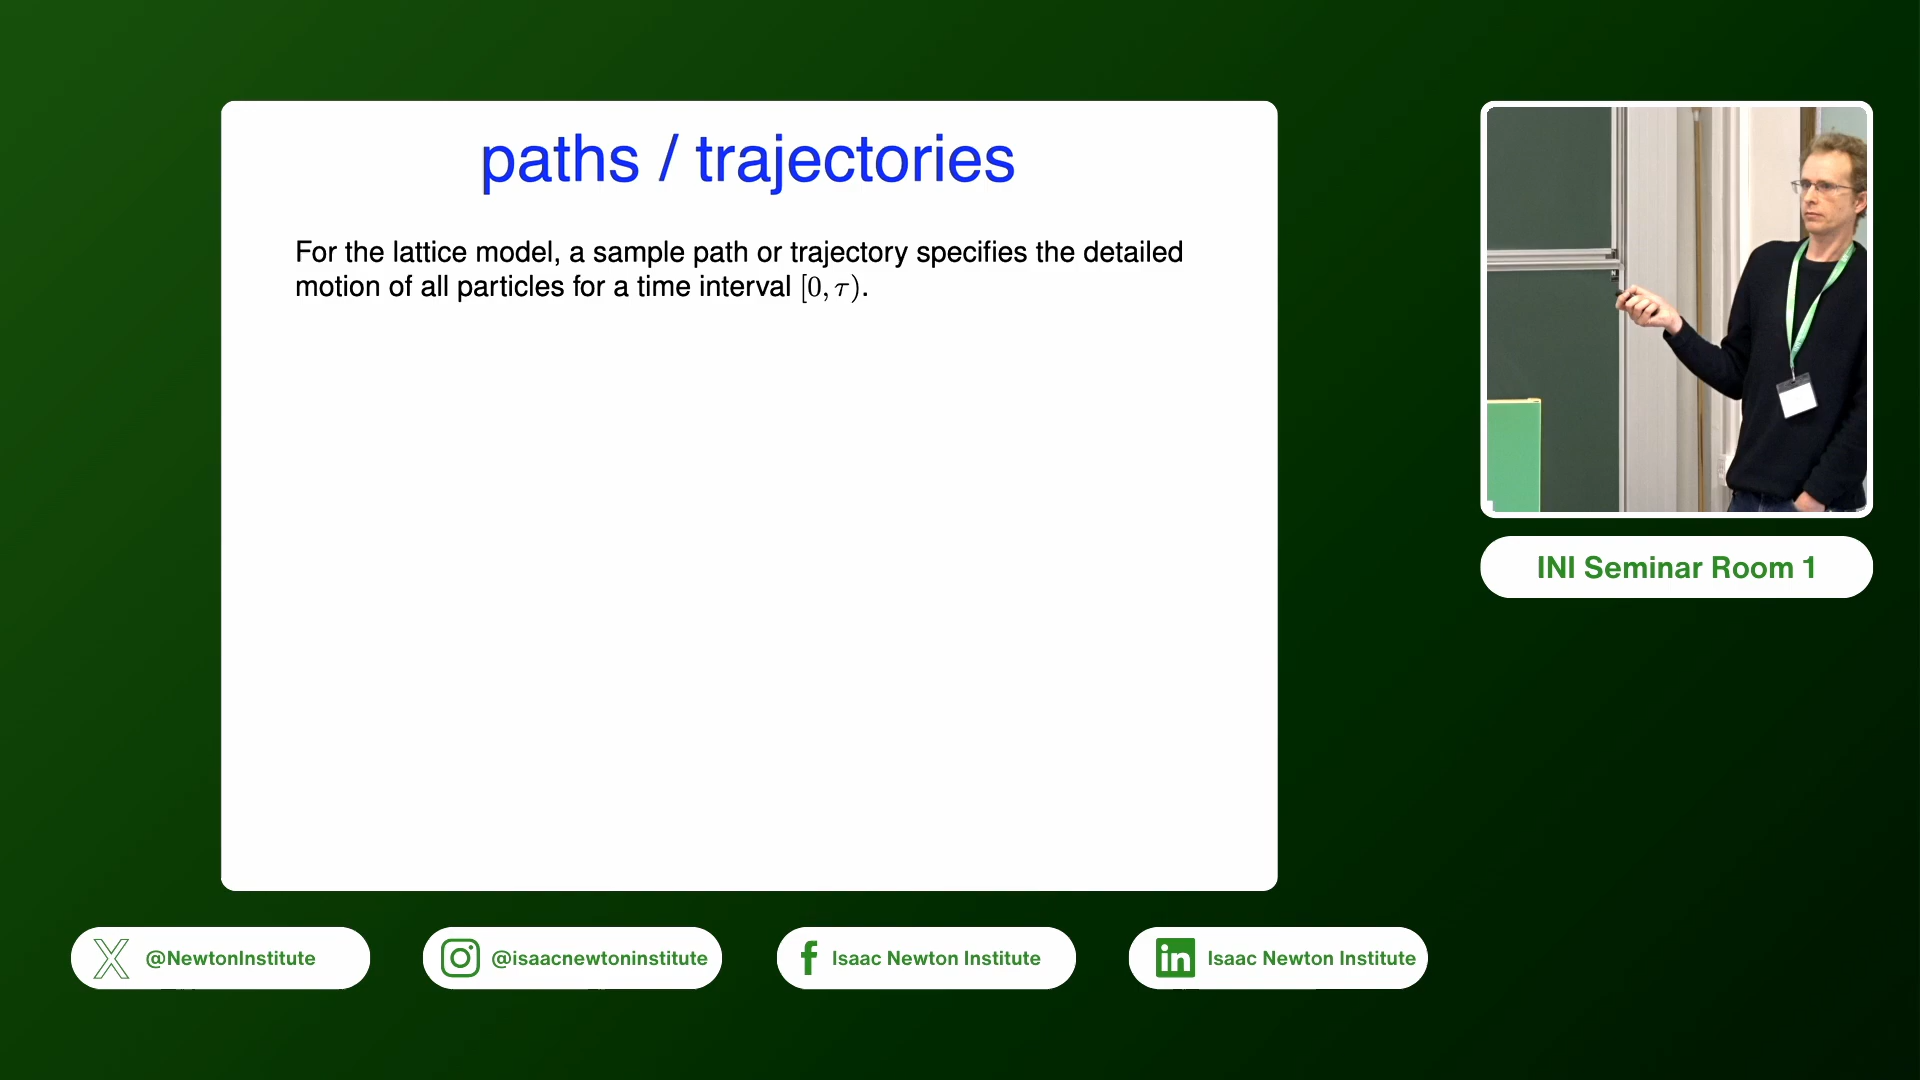 paths / trajectories
For the lattice model, a sample path or trajectory specifies the detailed
motion of all particles for a time interval [0, τ).
INI Seminar Room 1
@NewtonInstitute
@isaacnewtoninstitute
Isaac Newton Institute
Isaac Newton Institute